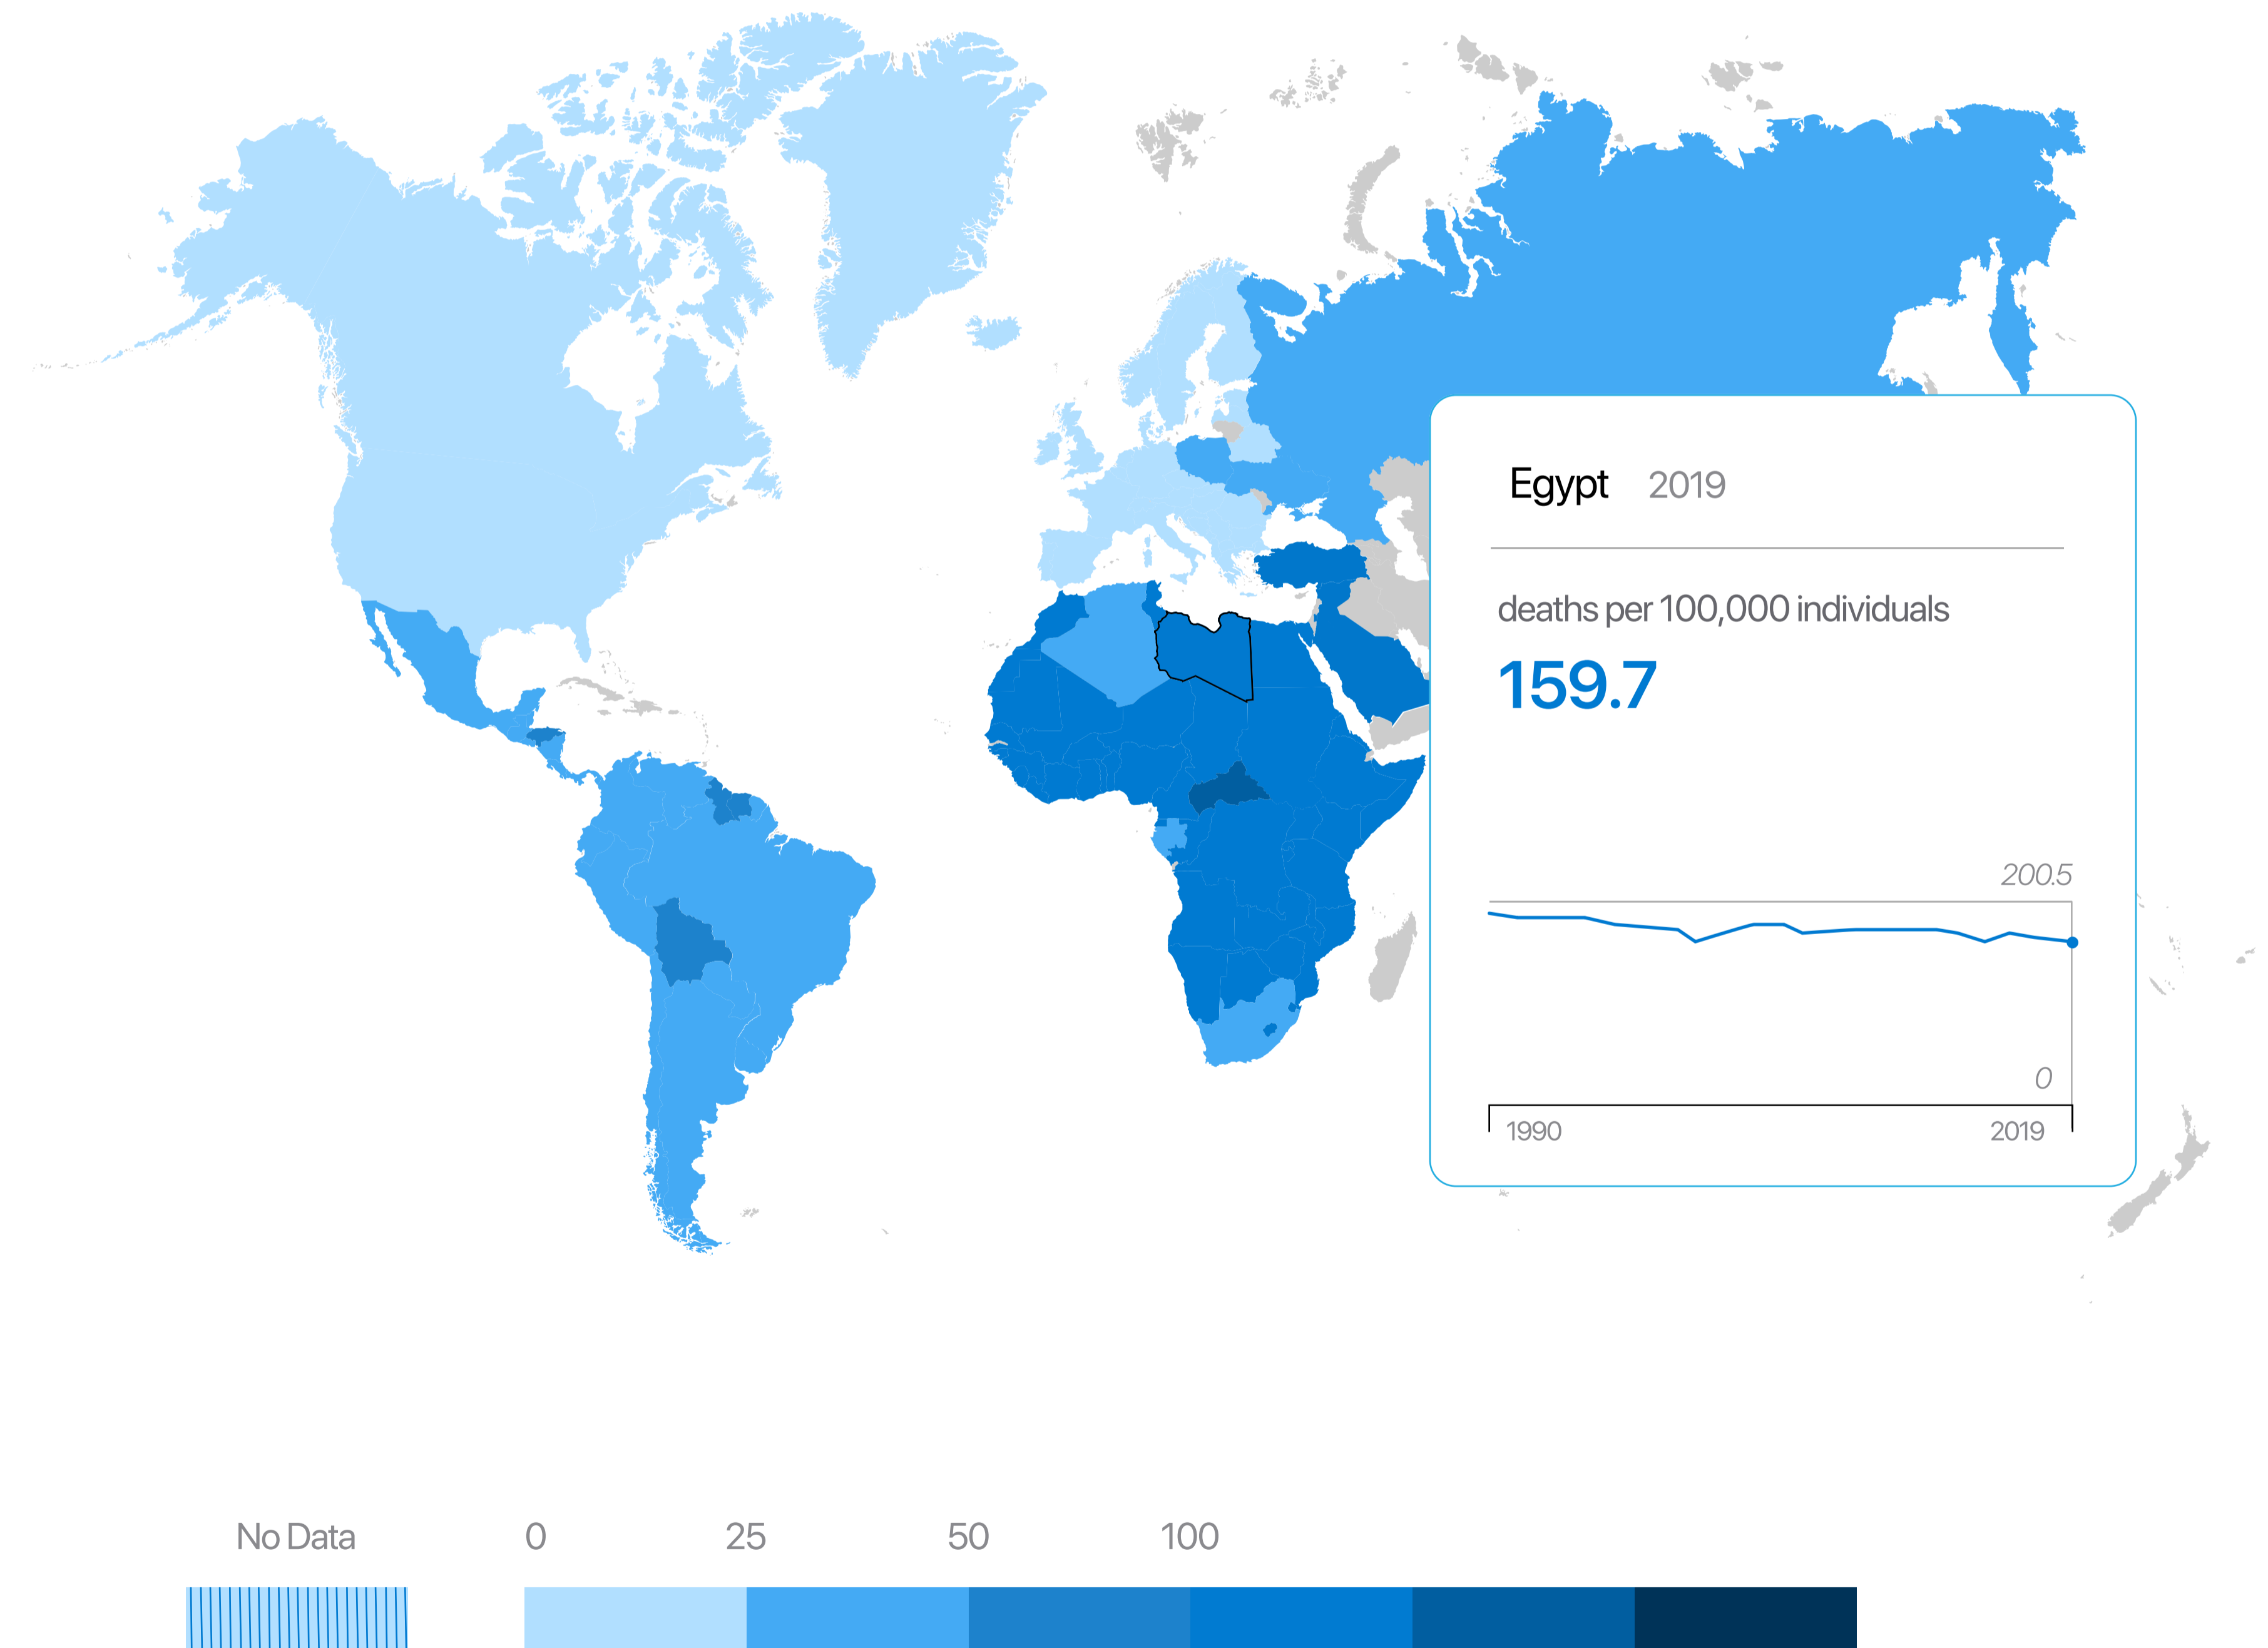 Egypt 2019
deaths per 100,000 individuals
159.7
200.5
0
1990 2019
No Data 0 25 50 100